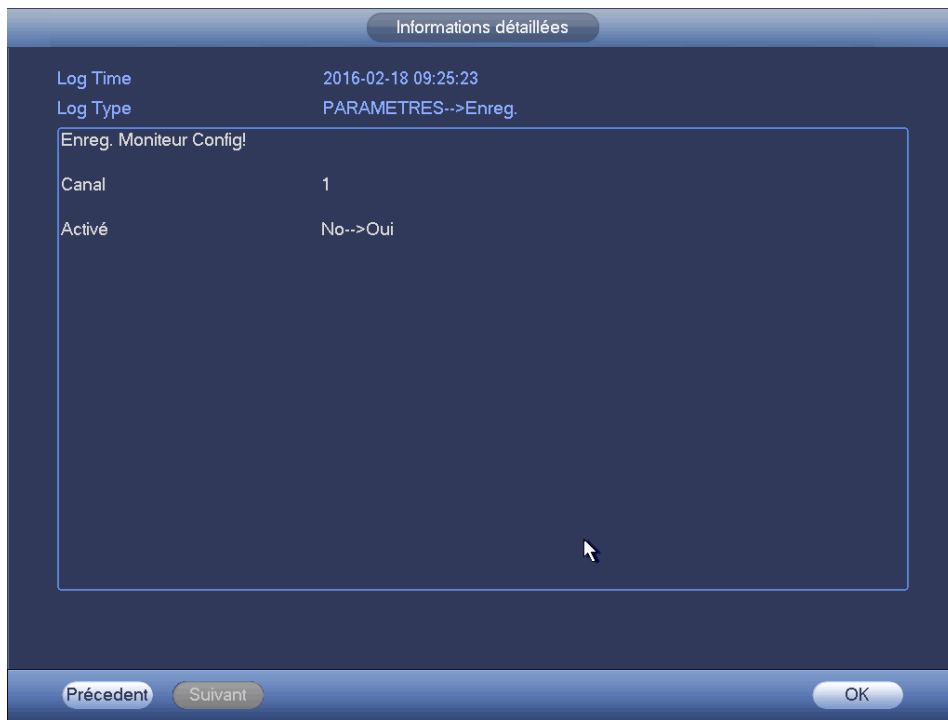 Informations détaillées
Log Time 2016-02-18 09:25:23
Log Type PARAMETRES-->Enreg.
Enreg. Moniteur Config!
Canal 1
Activé No-->Oui
Précedent Suivant OK